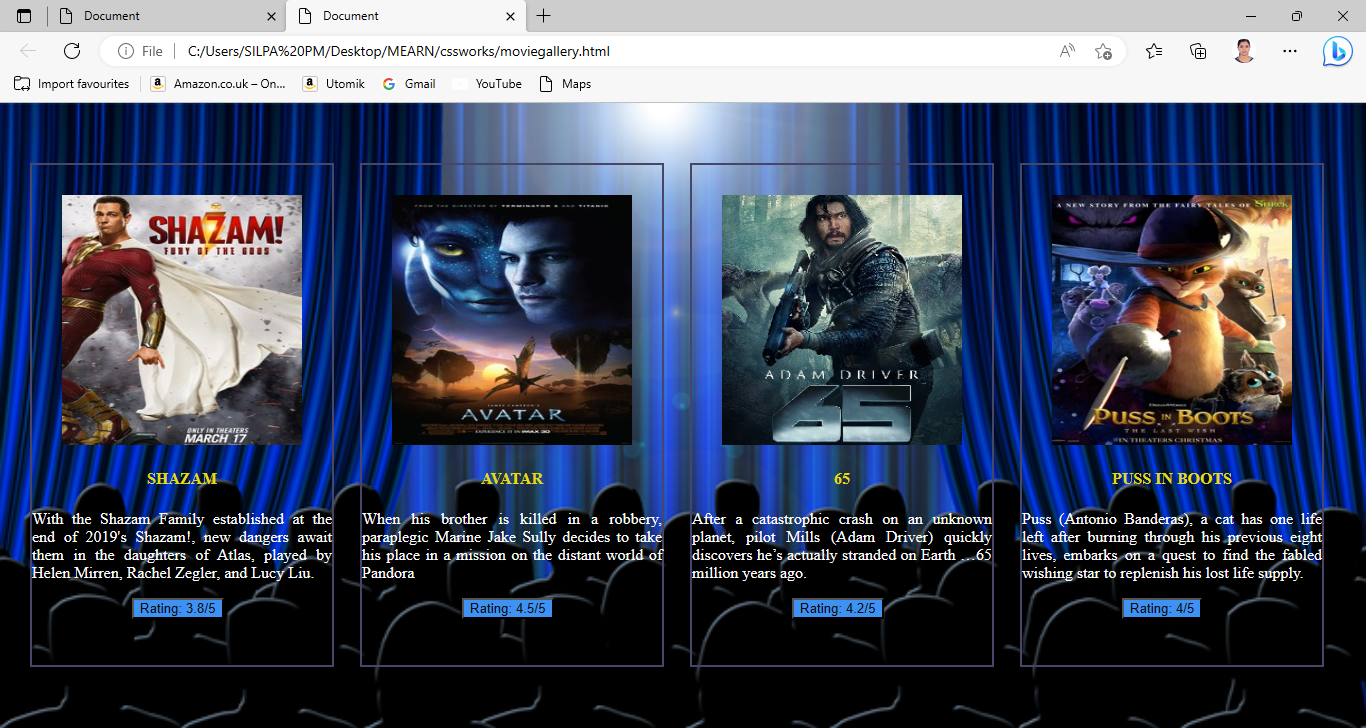 Document
Document
File
C:/Users/SILPA%20PM/Desktop/MEARN/cssworks/moviegallery.html
Import favourites
Amazon.co.uk – On...
Utomik
Gmail
YouTube
Maps
SHAZAM!
FURY OF THE GODS
ONLY IN THEATERS
MARCH 17
SHAZAM
With the Shazam Family established at the
end of 2019's Shazam!, new dangers await
them in the daughters of Atlas, played by
Helen Mirren, Rachel Zegler, and Lucy Liu.
Rating: 3.8/5
FROM THE DIRECTOR OF TERMINATOR 2 AND TITANIC
JAMES CAMERON'S
AVATAR
EXPERIENCE IT IN IMAX 3D
AVATAR
When his brother is killed in a robbery,
paraplegic Marine Jake Sully decides to take
his place in a mission on the distant world of
Pandora
Rating: 4.5/5
ADAM DRIVER
65
65
After a catastrophic crash on an unknown
planet, pilot Mills (Adam Driver) quickly
discovers he’s actually stranded on Earth …65
million years ago.
Rating: 4.2/5
A NEW STORY FROM THE FAIRY TALES OF SHREK
DREAMWORKS
PUSS IN BOOTS
THE LAST WISH
IN THEATERS CHRISTMAS
PUSS IN BOOTS
Puss (Antonio Banderas), a cat has one life
left after burning through his previous eight
lives, embarks on a quest to find the fabled
wishing star to replenish his lost life supply.
Rating: 4/5